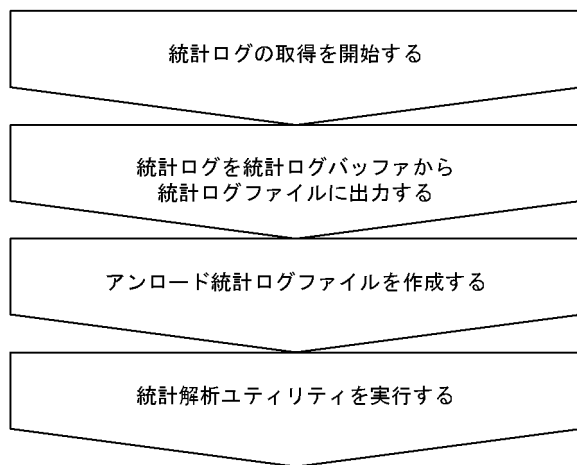 統計ログの取得を開始する
統計ログを統計ログバッファから
統計ログファイルに出力する
アンロード統計ログファイルを作成する
統計解析ユティリティを実行する